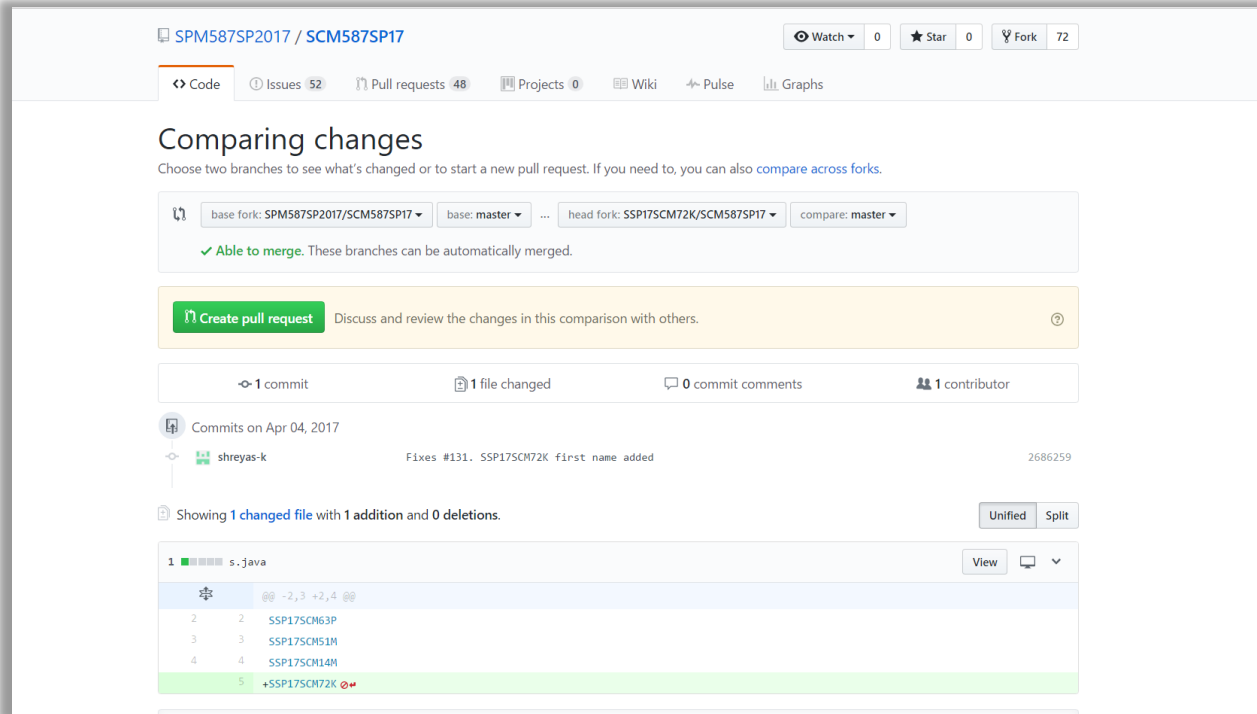 SPM587SP2017 / SCM587SP17
Watch 0 Star 0 Fork 72
Code Issues 52 Pull requests 48 Projects 0 Wiki Pulse Graphs
Comparing changes
Choose two branches to see what's changed or to start a new pull request. If you need to, you can also compare across forks.
base fork: SPM587SP2017/SCM587SP17 base: master ... head fork: SSP17SCM72K/SCM587SP17 compare: master
Able to merge. These branches can be automatically merged.
Create pull request Discuss and review the changes in this comparison with others.
1 commit 1 file changed 0 commit comments 1 contributor
Commits on Apr 04, 2017
shreyas-k Fixes #131. SSP17SCM72K first name added 2686259
Showing 1 changed file with 1 addition and 0 deletions. Unified Split
1 s.java View
@@ -2,3 +2,4 @@
2 2 SSP17SCM63P
3 3 SSP17SCM51M
4 4 SSP17SCM14M
5 +SSP17SCM72K